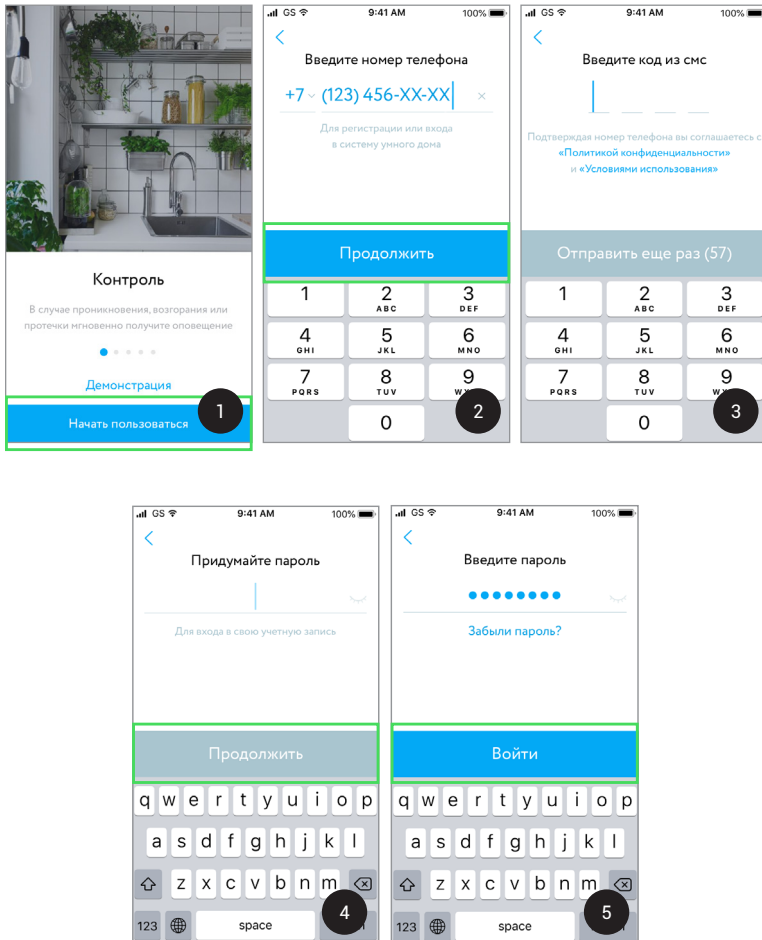 Контроль
В случае проникновения, возгорания или
протечки мгновенно получите оповещение
Демонстрация
Начать пользоваться
1
GS 9:41 AM 100%
Введите номер телефона
+7 (123) 456-XX-XX
Для регистрации или входа
в систему умного дома
Продолжить
1 2 3
ABC DEF
4 5 6
GHI JKL MNO
7 8 9
PQRS TUV
0
2
GS 9:41 AM 100%
Введите код из смс
Подтверждая номер телефона вы соглашаетесь с
«Политикой конфиденциальности»
и «Условиями использования»
Отправить еще раз (57)
1 2 3
ABC DEF
4 5 6
GHI JKL MNO
7 8 9
PQRS TUV
0
3
GS 9:41 AM 100%
Придумайте пароль
Для входа в свою учетную запись
Продолжить
q w e r t y u i o p
a s d f g h j k l
z x c v b n m
123 space
4
GS 9:41 AM 100%
Введите пароль
Забыли пароль?
Войти
q w e r t y u i o p
a s d f g h j k l
z x c v b n m
123 space
5